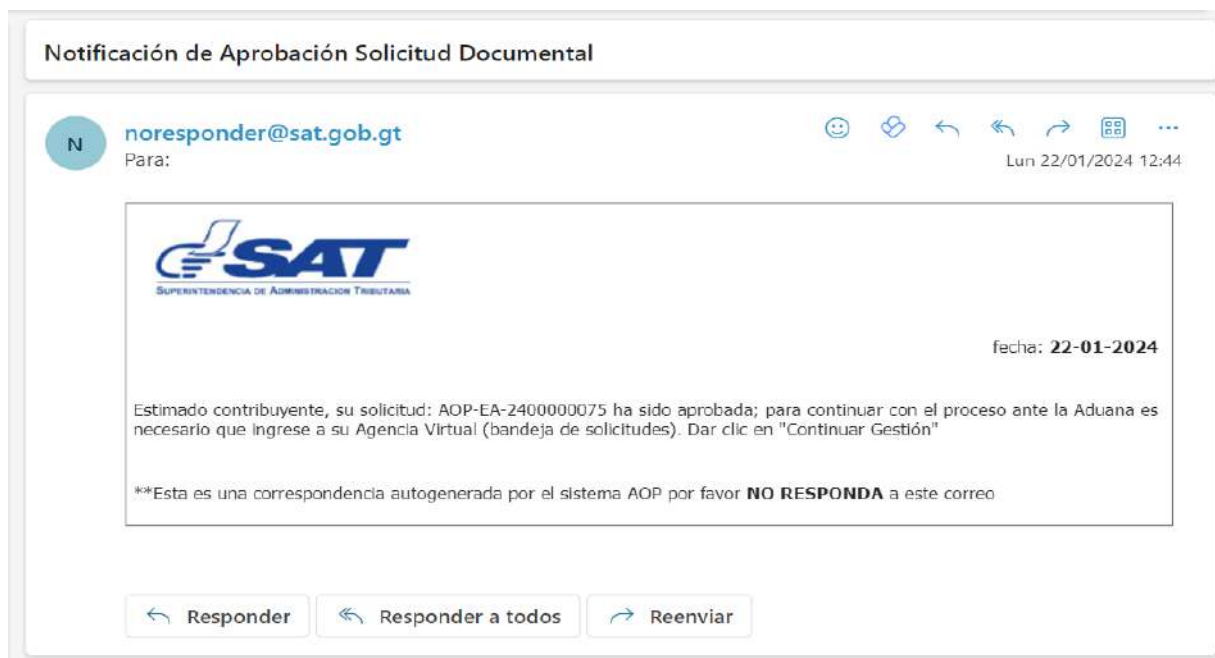 Notificación de Aprobación Solicitud Documental
N
noresponder@sat.gob.gt
Para:
Lun 22/01/2024 12:44
SAT
SUPERINTENDENCIA DE ADMINISTRACION TRIBUTARIA
fecha: 22-01-2024
Estimado contribuyente, su solicitud: AOP-EA-2400000075 ha sido aprobada; para continuar con el proceso ante la Aduana es
necesario que ingrese a su Agencia Virtual (bandeja de solicitudes). Dar clic en "Continuar Gestión"
**Esta es una correspondencia autogenerada por el sistema AOP por favor NO RESPONDA a este correo
Responder
Responder a todos
Reenviar